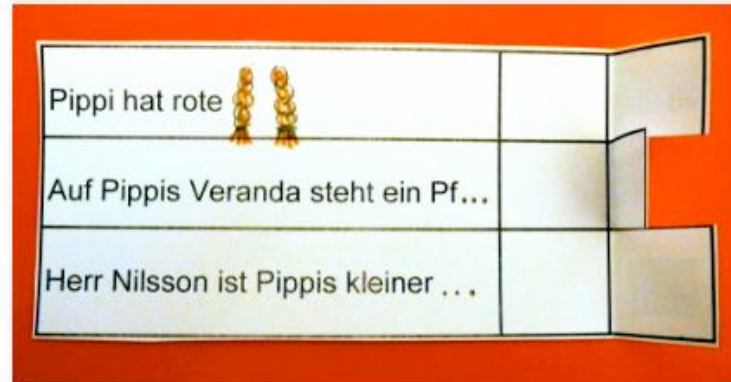 Pippi hat rote
Auf Pippis Veranda steht ein Pf...
Herr Nilsson ist Pippis kleiner ...